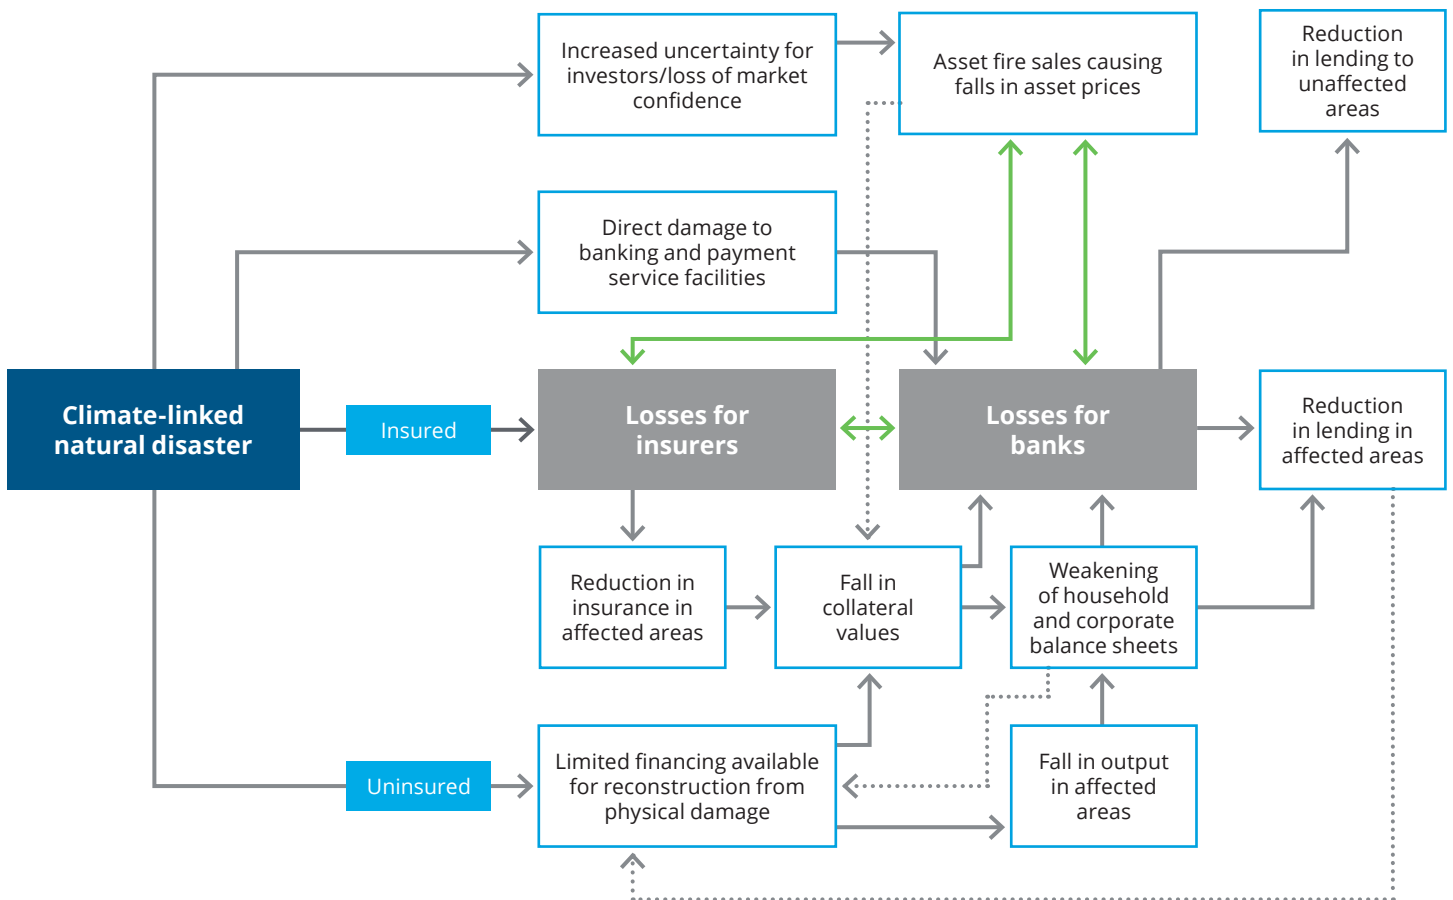 Increased uncertainty for
investors/loss of market
confidence
Asset fire sales causing
falls in asset prices
Reduction
in lending to
unaffected
areas
Direct damage to
banking and payment
service facilities
Climate-linked
natural disaster
Insured
Losses for
insurers
Losses for
banks
Reduction
in lending in
affected areas
Reduction in
insurance in
affected areas
Fall in
collateral
values
Weakening
of household
and corporate
balance sheets
Uninsured
Limited financing available
for reconstruction from
physical damage
Fall in output
in affected
areas